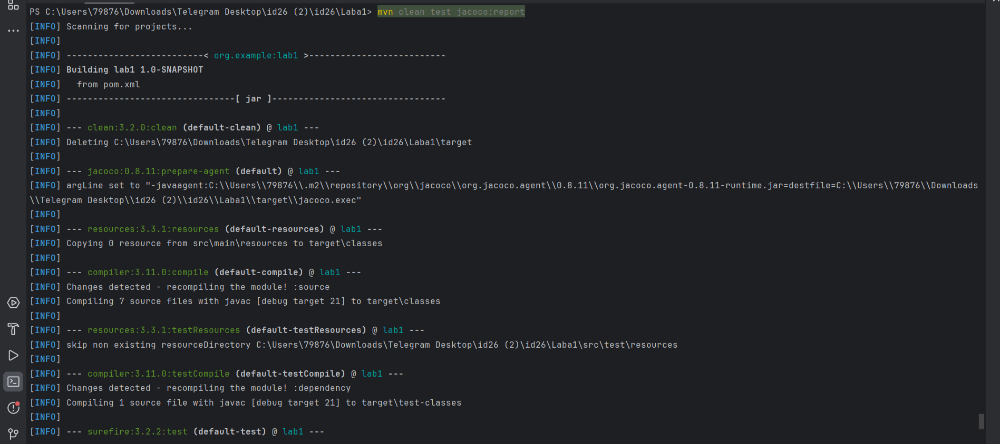 PS C:\Users\79876\Downloads\Telegram Desktop\id26 (2)\id26\Laba1> mvn clean test jacoco:report
[INFO] Scanning for projects...
[INFO]
[INFO] --------------------------< org.example:lab1 >--------------------------
[INFO] Building lab1 1.0-SNAPSHOT
[INFO]   from pom.xml
[INFO] --------------------------------[ jar ]---------------------------------
[INFO]
[INFO] --- clean:3.2.0:clean (default-clean) @ lab1 ---
[INFO] Deleting C:\Users\79876\Downloads\Telegram Desktop\id26 (2)\id26\Laba1\target
[INFO]
[INFO] --- jacoco:0.8.11:prepare-agent (default) @ lab1 ---
[INFO] argLine set to "-javaagent:C:\\Users\\79876\\.m2\\repository\\org\\jacoco\\org.jacoco.agent\\0.8.11\\org.jacoco.agent-0.8.11-runtime.jar=destfile=C:\\Users\\79876\\Downloads
\\Telegram Desktop\\id26 (2)\\id26\\Laba1\\target\\jacoco.exec"
[INFO]
[INFO] --- resources:3.3.1:resources (default-resources) @ lab1 ---
[INFO] Copying 0 resource from src\main\resources to target\classes
[INFO]
[INFO] --- compiler:3.11.0:compile (default-compile) @ lab1 ---
[INFO] Changes detected - recompiling the module! :source
[INFO] Compiling 7 source files with javac [debug target 21] to target\classes
[INFO]
[INFO] --- resources:3.3.1:testResources (default-testResources) @ lab1 ---
[INFO] skip non existing resourceDirectory C:\Users\79876\Downloads\Telegram Desktop\id26 (2)\id26\Laba1\src\test\resources
[INFO]
[INFO] --- compiler:3.11.0:testCompile (default-testCompile) @ lab1 ---
[INFO] Changes detected - recompiling the module! :dependency
[INFO] Compiling 1 source file with javac [debug target 21] to target\test-classes
[INFO]
[INFO] --- surefire:3.2.2:test (default-test) @ lab1 ---